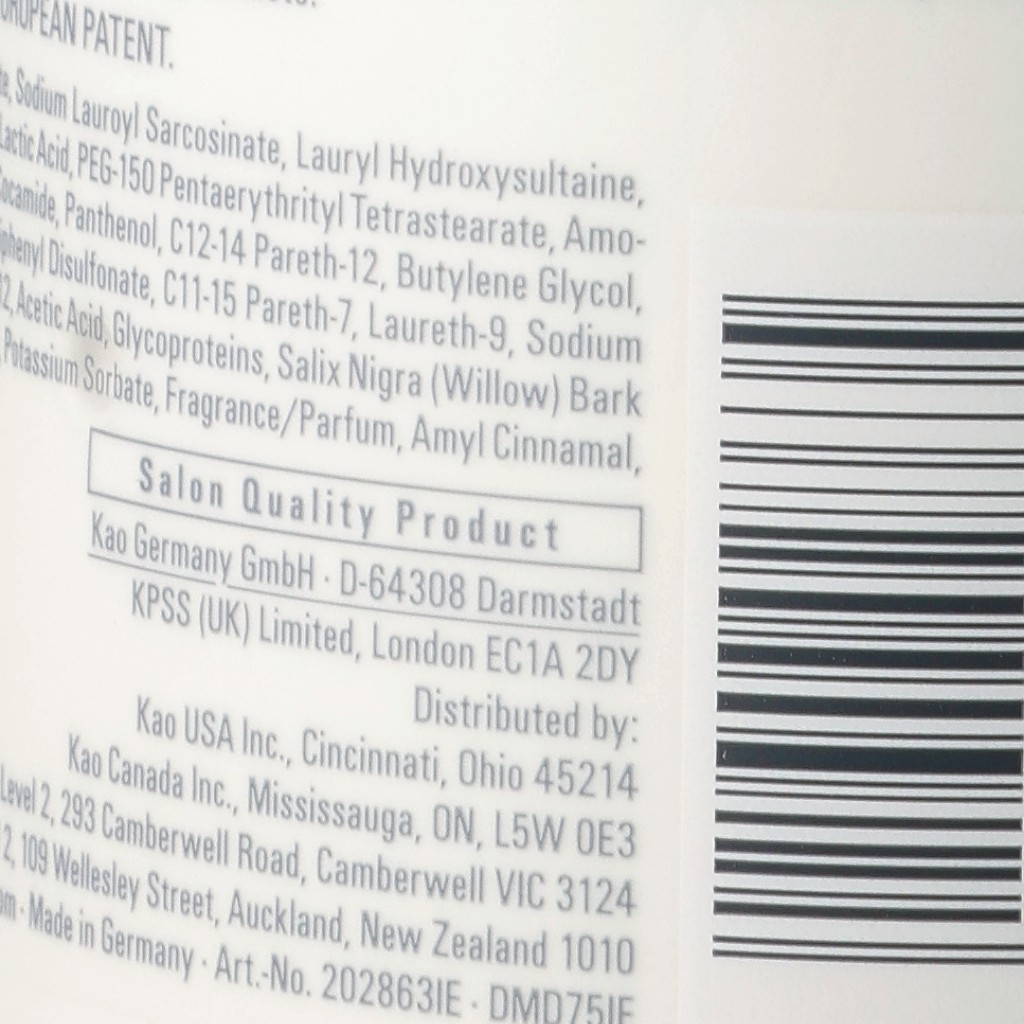 EUROPEAN PATENT.
Sodium Lauroyl Sarcosinate, Lauryl Hydroxysultaine,
Lactic Acid, PEG-150 Pentaerythrityl Tetrastearate, Amo-
Panthenol, C12-14 Pareth-12, Butylene Glycol,
Disulfonate, C11-15 Pareth-7, Laureth-9, Sodium
Acetic Acid, Glycoproteins, Salix Nigra (Willow) Bark
Potassium Sorbate, Fragrance/Parfum, Amyl Cinnamal,
Salon Quality Product
Kao Germany GmbH · D-64308 Darmstadt
KPSS (UK) Limited, London EC1A 2DY
Distributed by:
Kao USA Inc., Cincinnati, Ohio 45214
Kao Canada Inc., Mississauga, ON, L5W 0E3
Level 2, 293 Camberwell Road, Camberwell VIC 3124
2, 109 Wellesley Street, Auckland, New Zealand 1010
· Made in Germany · Art.-No. 202863IE · DMD75IE